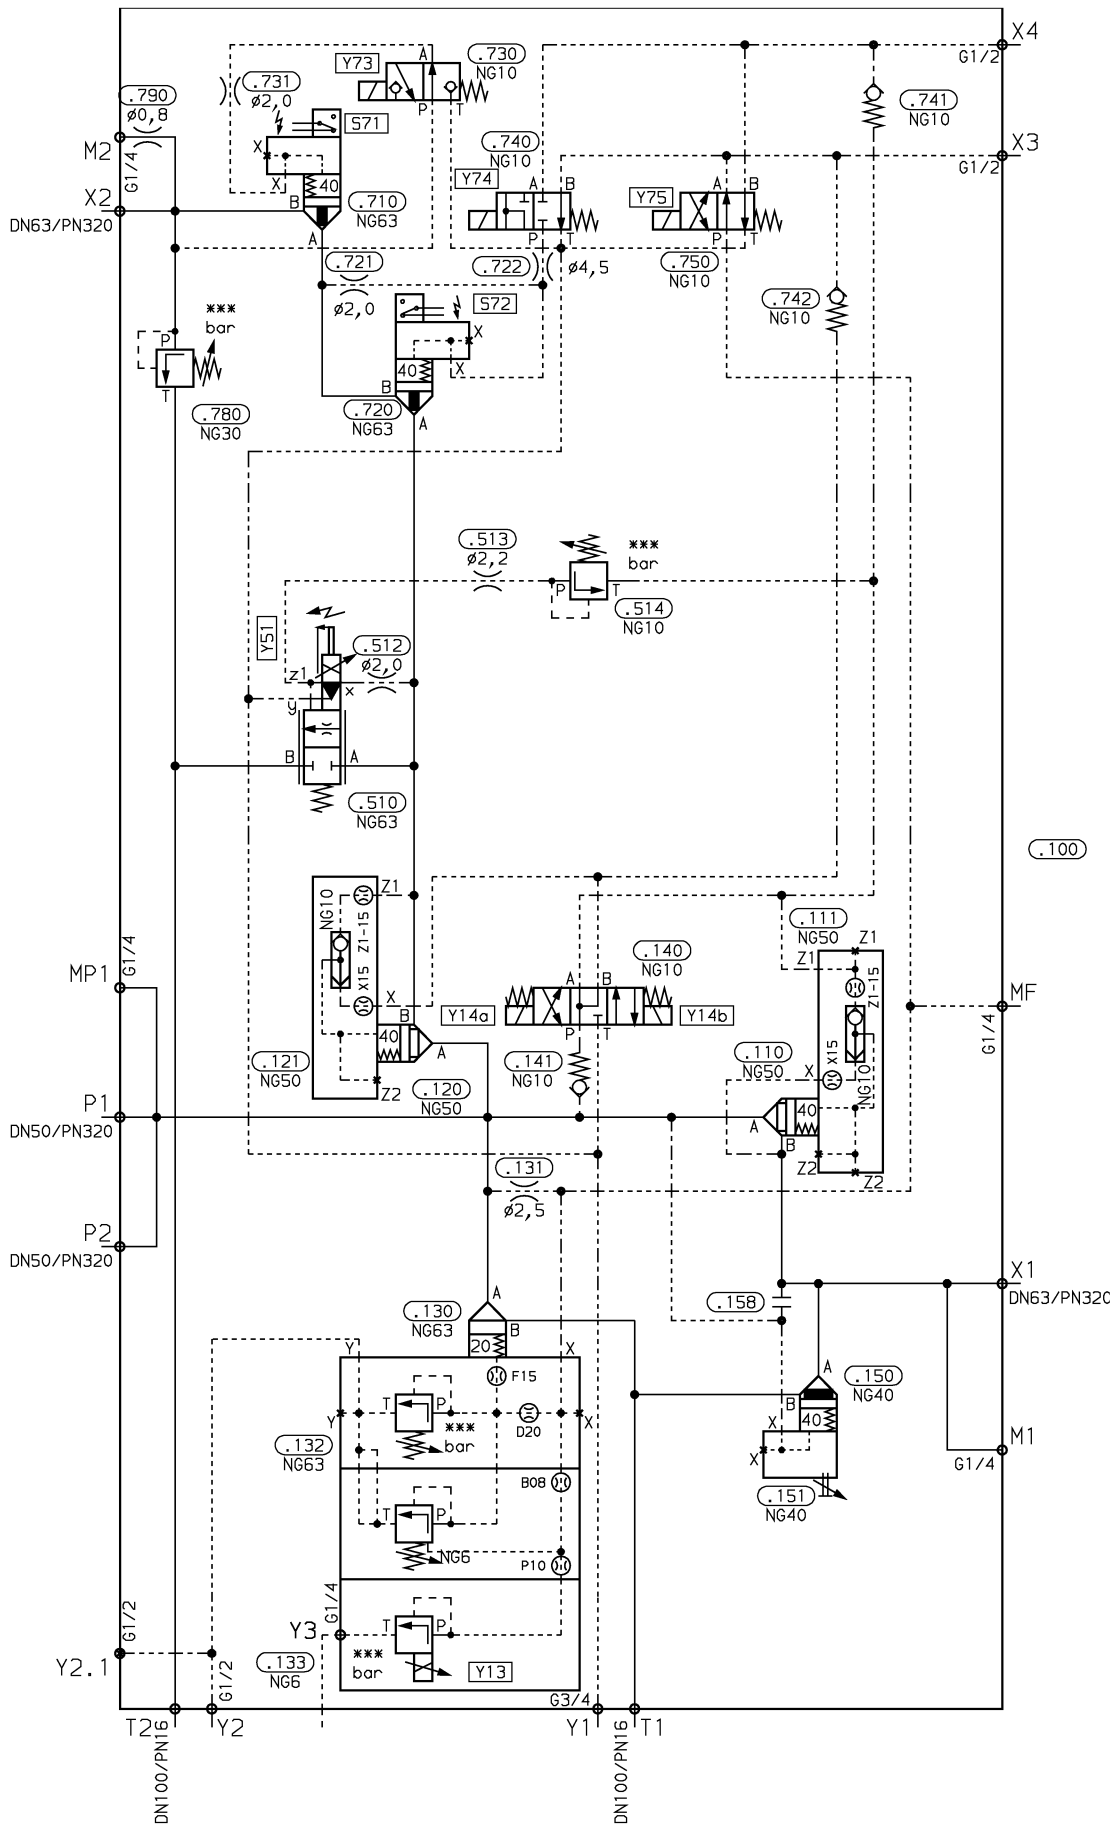 X4
G1/2
.730
NG10
A
Y73
P
T
.731
ø2,0
.790
ø0,8
.741
NG10
S71
M2
G1/4
X
X
40
.740
NG10
X3
G1/2
X2
DN63/PN320
B
A
.710
NG63
Y74
A
B
P
T
Y75
A
B
P
T
.721
ø2,0
.722
ø4,5
.750
NG10
.742
NG10
S72
X
X
40
B
A
.720
NG63
***
bar
P
T
.780
NG30
.513
ø2,2
***
bar
P
T
.514
NG10
Y51
.512
ø2,0
z1
x
y
B
A
.510
NG63
.100
NG10
Z1
Z1-15
X15
X
B
40
A
Z2
.121
NG50
.120
NG50
.111
NG50
Z1
Z1
Z1-15
X15
NG10
X
.110
NG50
40
A
B
Z2
Z2
.140
NG10
A
B
Y14a
Y14b
P
T
.141
NG10
MP1
G1/4
MF
G1/4
P1
DN50/PN320
.131
ø2,5
P2
DN50/PN320
X1
DN63/PN320
.158
A
.130
NG63
B
20
Y
X
F15
T
P
Y
X
***
bar
D20
.132
NG63
B08
T
P
NG6
P10
A
.150
NG40
B
40
X
X
.151
NG40
M1
G1/4
G1/4
Y3
T
P
***
bar
Y13
.133
NG6
G1/2
Y2.1
G1/2
G3/4
T2
DN100/PN16
Y2
Y1
DN100/PN16
T1